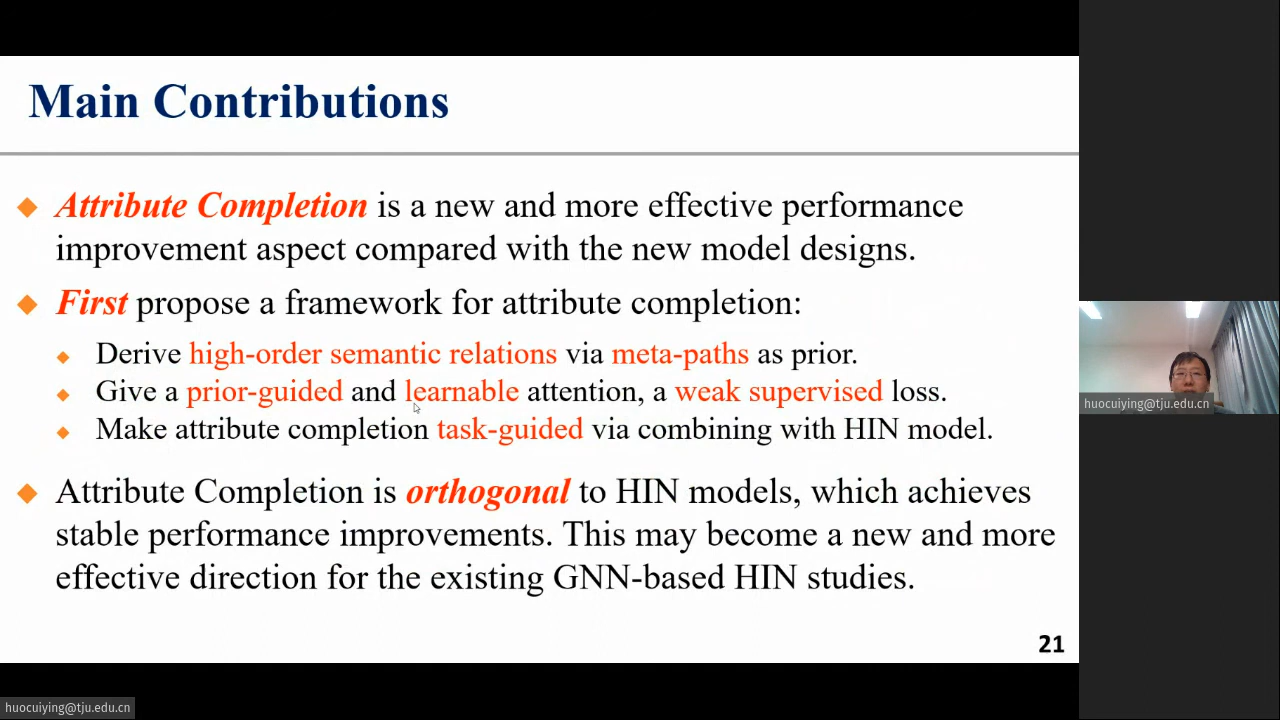 Main Contributions
Attribute Completion is a new and more effective performance
improvement aspect compared with the new model designs.
First propose a framework for attribute completion:
Derive high-order semantic relations via meta-paths as prior.
Give a prior-guided and learnable attention, a weak supervised loss.
Make attribute completion task-guided via combining with HIN model.
Attribute Completion is orthogonal to HIN models, which achieves
stable performance improvements. This may become a new and more
effective direction for the existing GNN-based HIN studies.
21
huocuiying@tju.edu.cn
huocuiying@tju.edu.cn